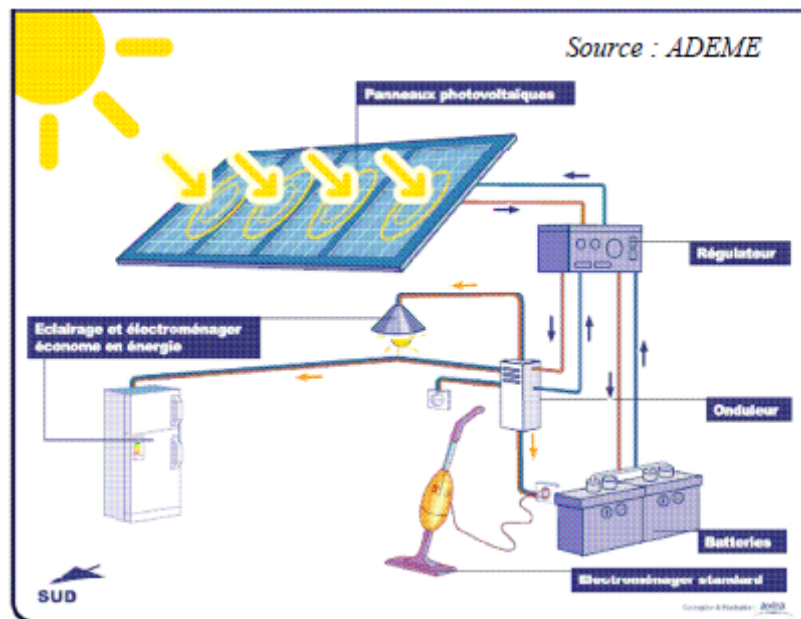 Source : ADEME
Panneaux photovoltaïques
Régulateur
Eclairage et électroménager
économe en énergie
Onduleur
Batteries
Electroménager standard
SUD